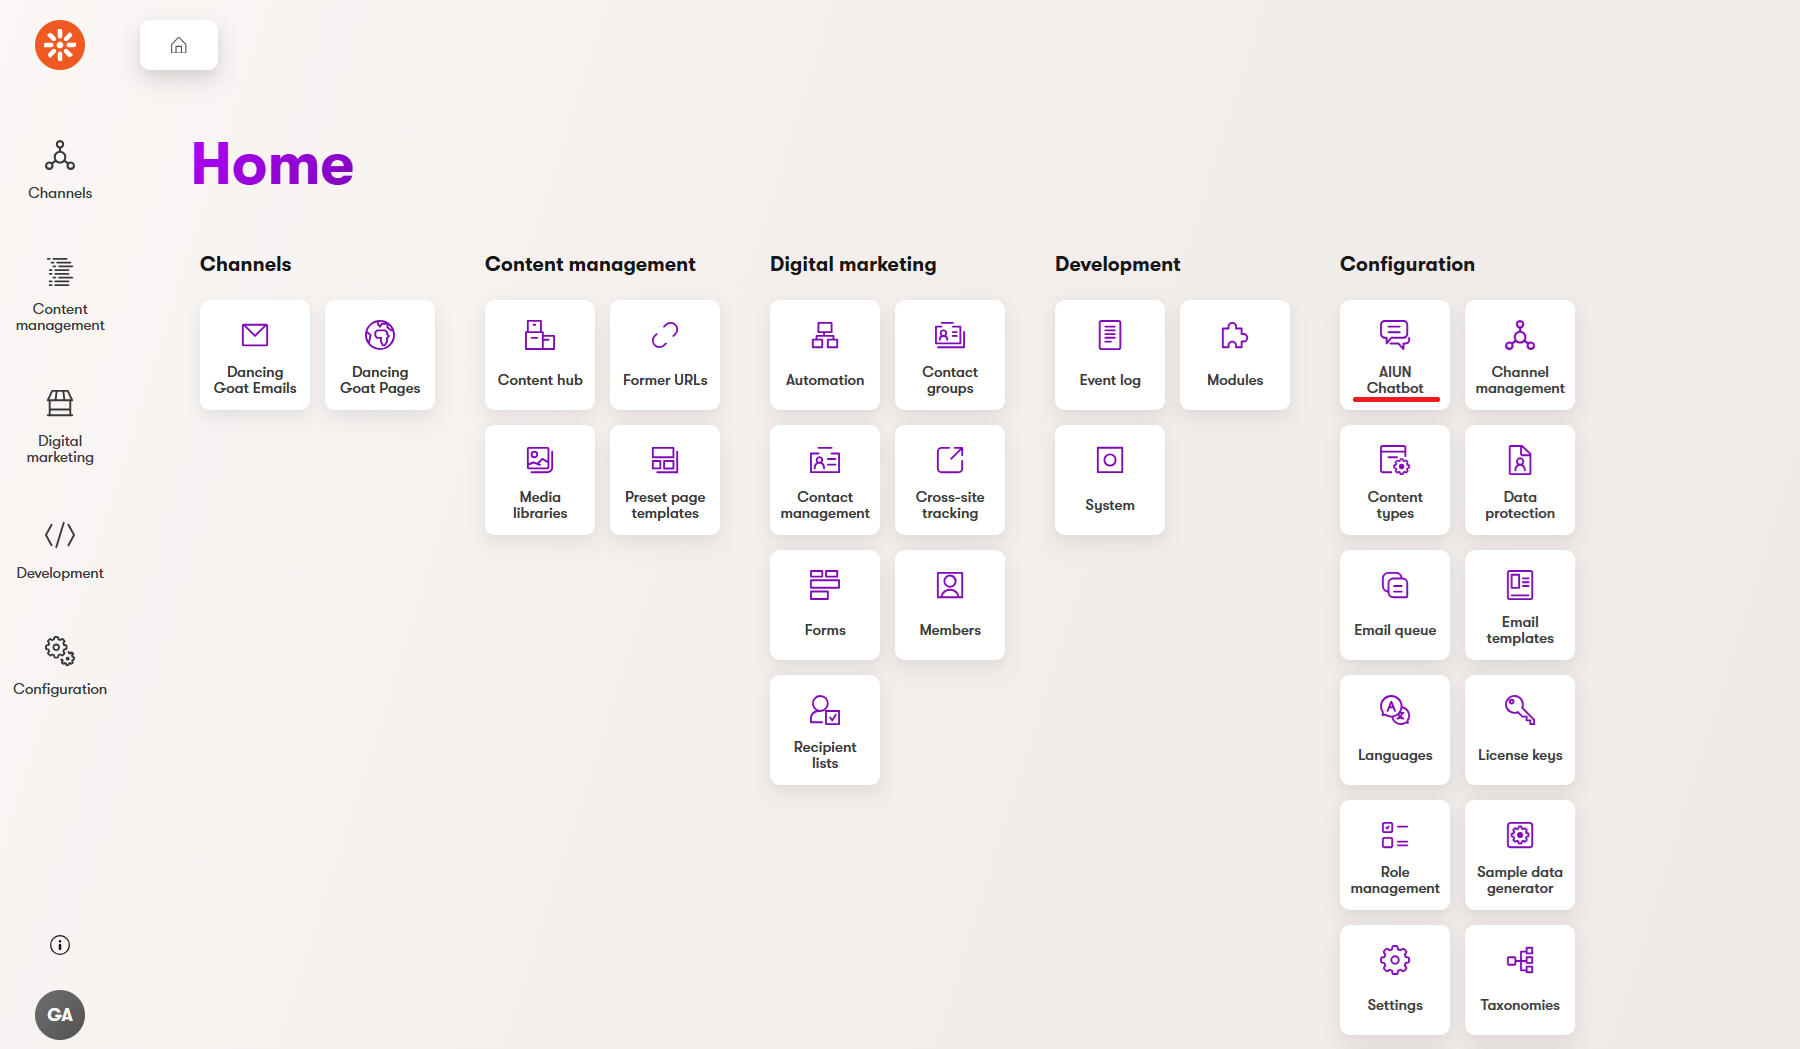 Home
Channels
Content
management
Digital
marketing
Development
Configuration
GA
Channels
Dancing
Goat Emails
Dancing
Goat Pages
Content management
Content hub
Former URLs
Media
libraries
Preset page
templates
Digital marketing
Automation
Contact
groups
Contact
management
Cross-site
tracking
Forms
Members
Recipient
lists
Development
Event log
Modules
System
Configuration
AIUN
Chatbot
Channel
management
Content
types
Data
protection
Email queue
Email
templates
Languages
License keys
Role
management
Sample data
generator
Settings
Taxonomies